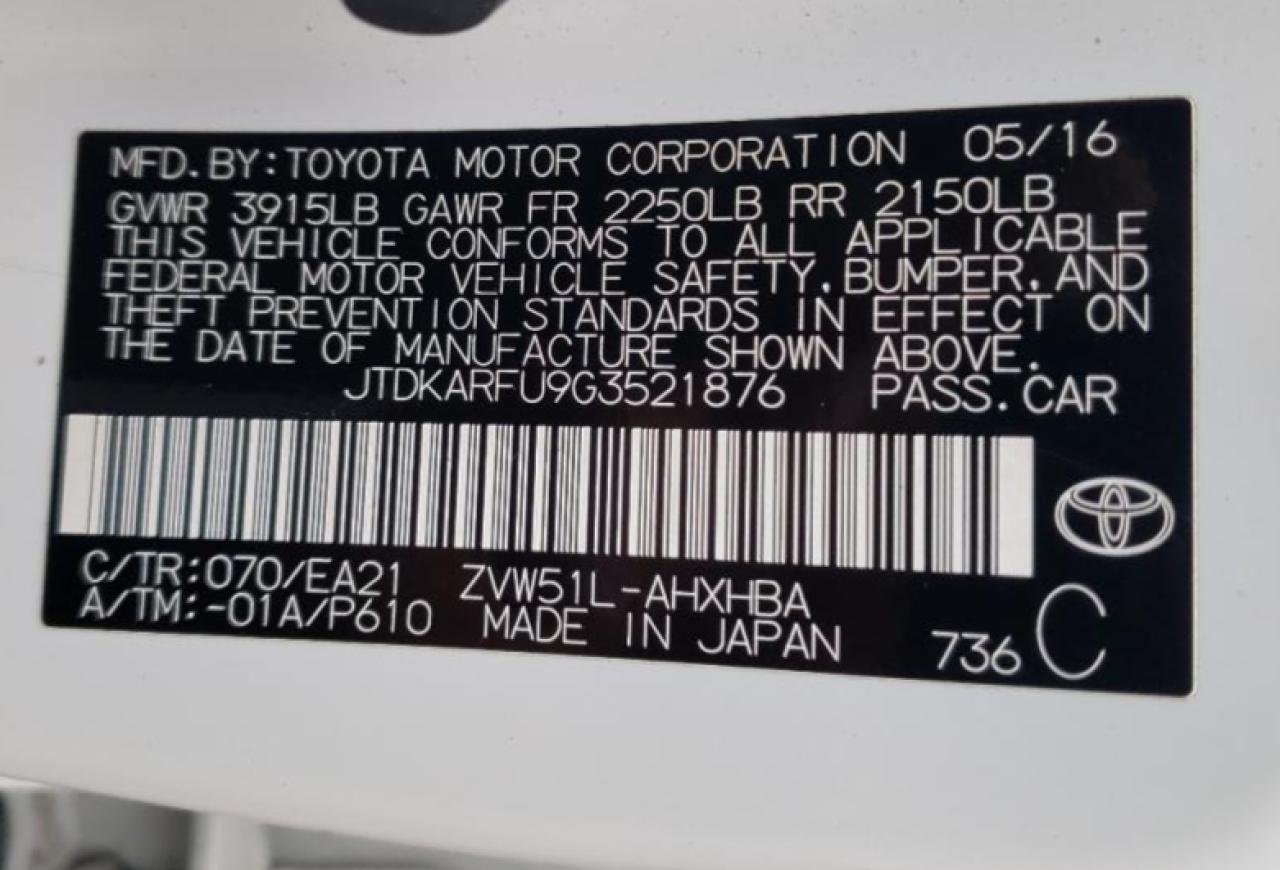 MFD. BY: TOYOTA MOTOR CORPORATION 05/16
GVWR 3915LB GAWR FR 2250LB RR 2150LB
THIS VEHICLE CONFORMS TO ALL APPLICABLE
FEDERAL MOTOR VEHICLE SAFETY, BUMPER, AND
THEFT PREVENTION STANDARDS IN EFFECT ON
THE DATE OF MANUFACTURE SHOWN ABOVE.
JTDKARFU9G3521876 PASS. CAR
C/TR: 070/EA21 ZVW51L-AHXHBA
A/TM: -01A/P610 MADE IN JAPAN 736 C